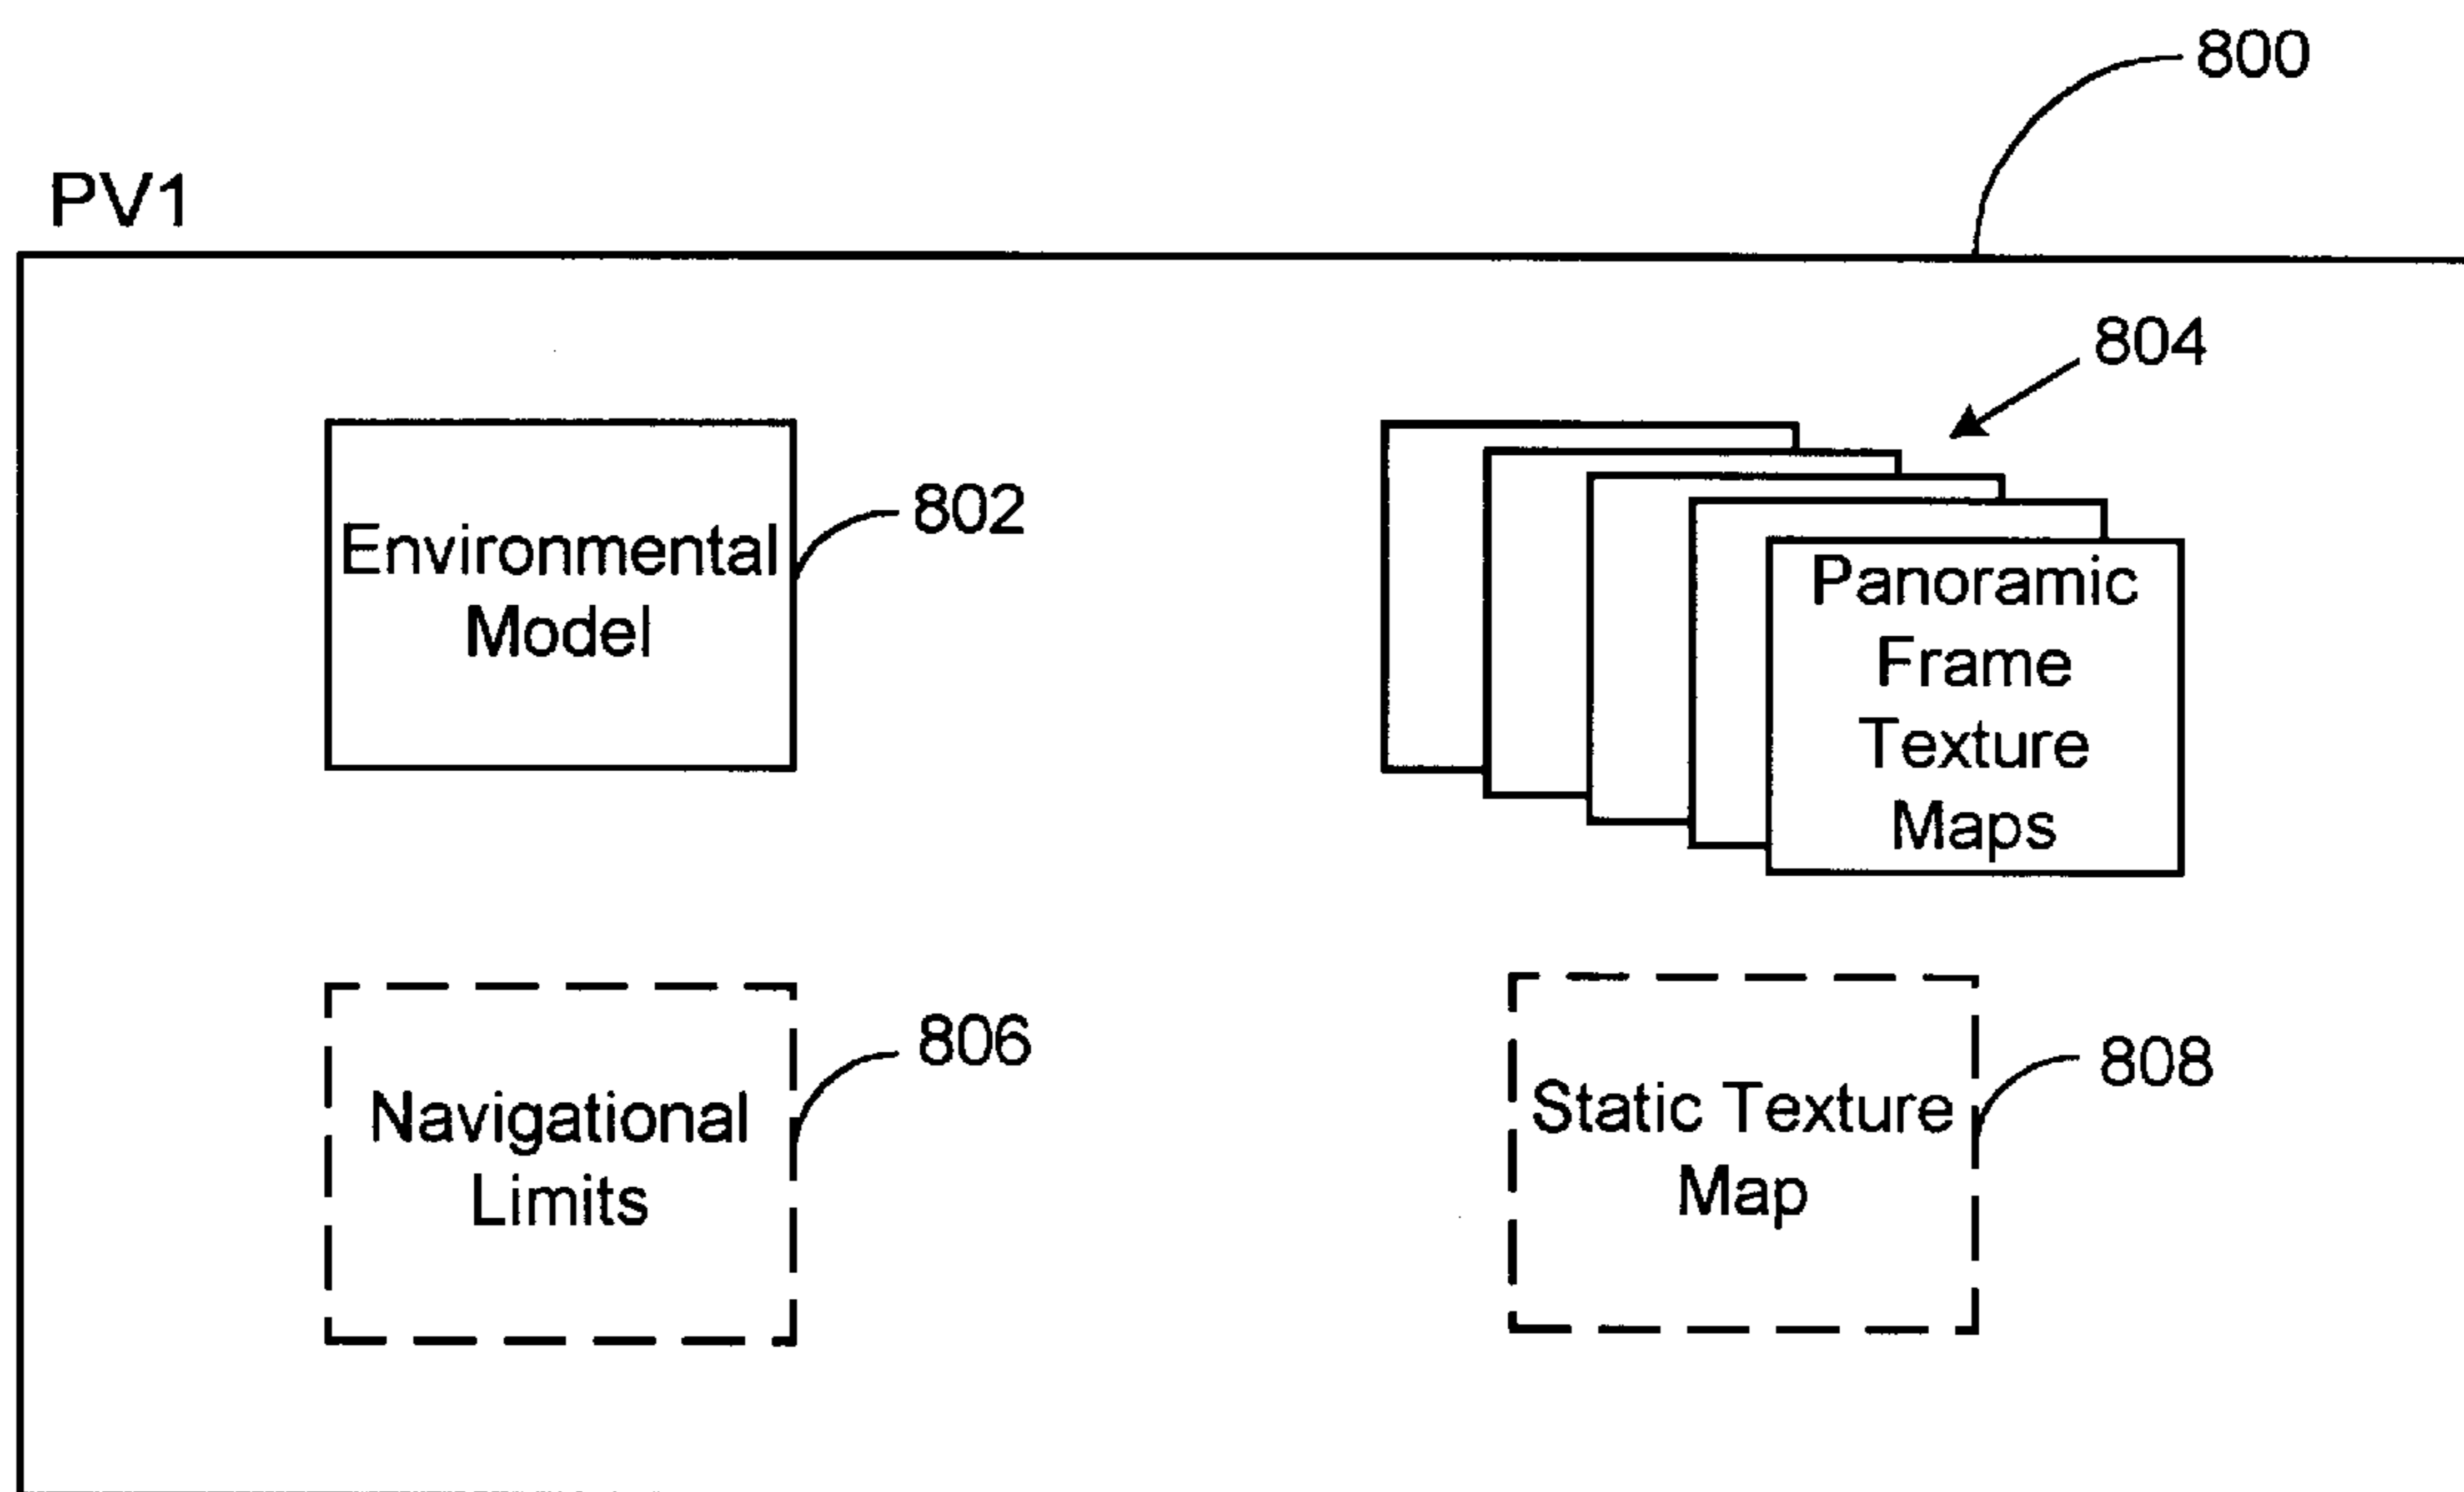 800
PV1
804
Environmental
Model
802
Panoramic
Frame
Texture
Maps
Navigational
Limits
806
Static Texture
Map
808